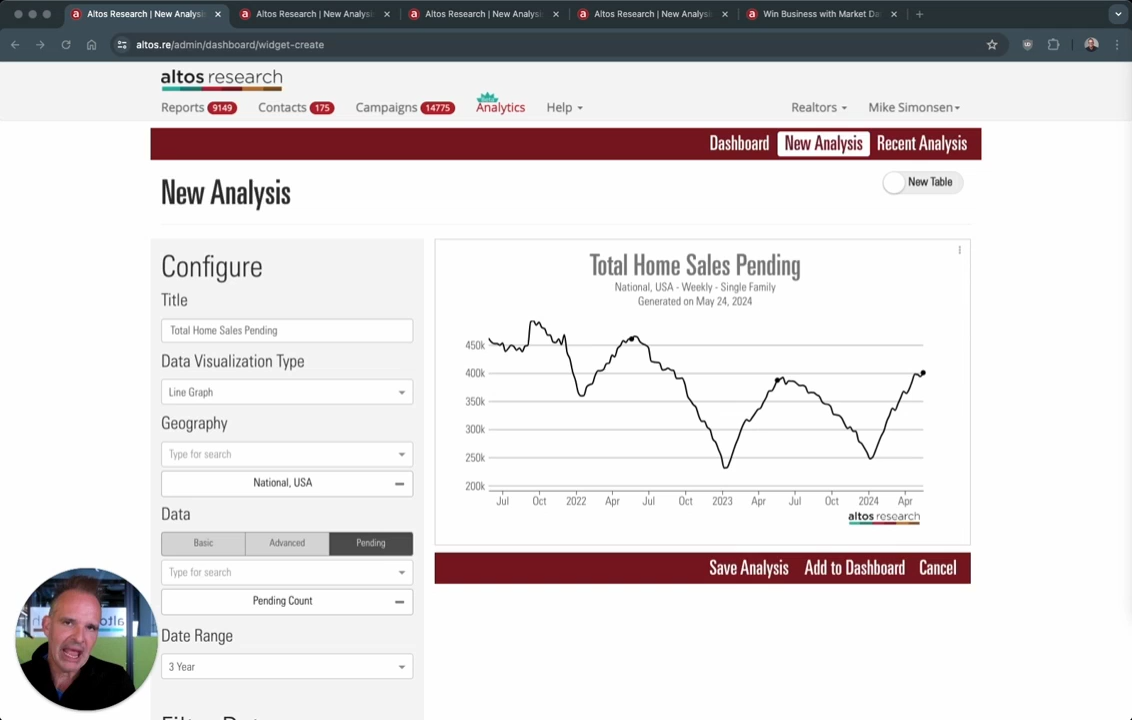 Altos Research | New Analysi
Altos Research | New Analysi
Altos Research | New Analysi
Altos Research | New Analysi
Win Business with Market Da
altos.re/admin/dashboard/widget-create
altos research
Reports 9149
Contacts 175
Campaigns 14775
Analytics
Help
Realtors
Mike Simonsen
Dashboard
New Analysis
Recent Analysis
New Analysis
New Table
Configure
Title
Total Home Sales Pending
Data Visualization Type
Line Graph
Geography
Type for search
National, USA
Data
Basic
Advanced
Pending
Type for search
Pending Count
Date Range
3 Year
Total Home Sales Pending
National, USA - Weekly - Single Family
Generated on May 24, 2024
450k
400k
350k
300k
250k
200k
Jul Oct 2022 Apr Jul Oct 2023 Apr Jul Oct 2024 Apr
altos research
Save Analysis
Add to Dashboard
Cancel